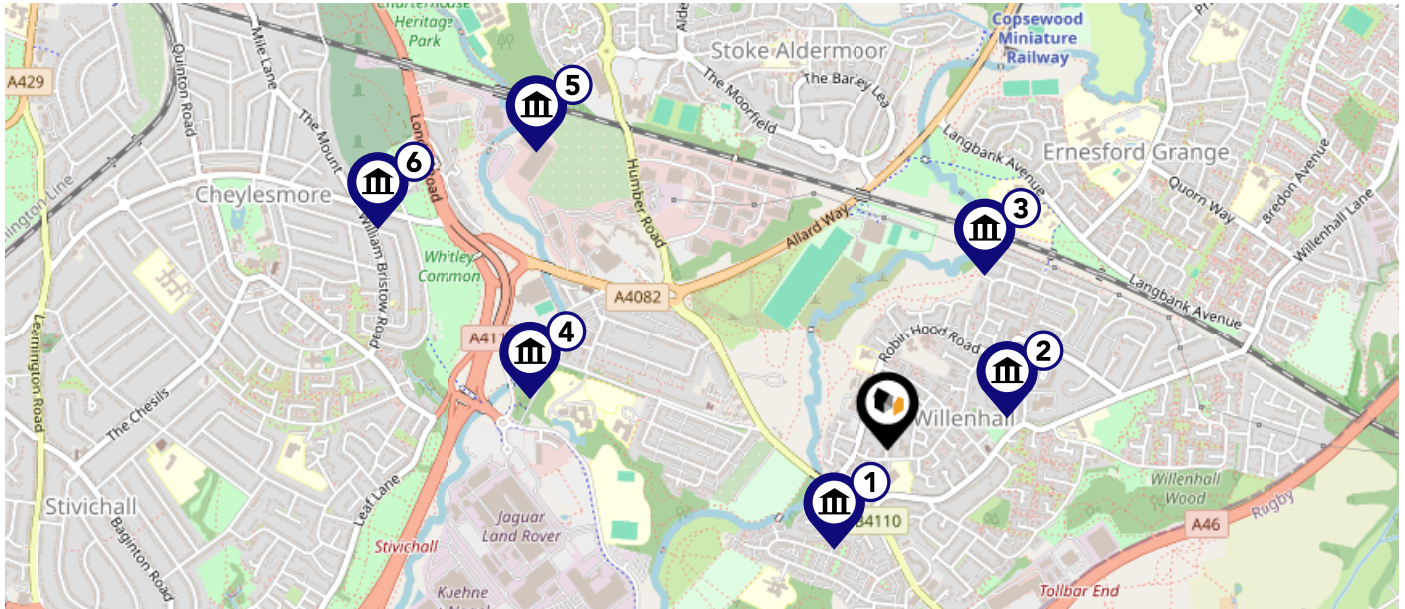 Charterhouse
Heritage
Park
A429
Quinton Road
Mile Lane
The Mount
Stoke Aldermoor
The Moorfield
The Barley Lea
Copsewood
Miniature
Railway
Langbank Avenue
Ernesford Grange
Quorn Way
Bredon Avenue
Willenhall Lane
5
6
3
Cheylesmore
William Bristow Road
Humber Road
Allard Way
Whitley
Common
A4082
Langbank Avenue
4
2
Robin Hood Road
Willenhall
Leamington Road
The Chesils
Leaf Lane
Stivichall
Baginton Road
Stivichall
Jaguar
Land Rover
Kuehne
1
B4110
Willenhall
Wood
A46
Rugby
Tollbar End